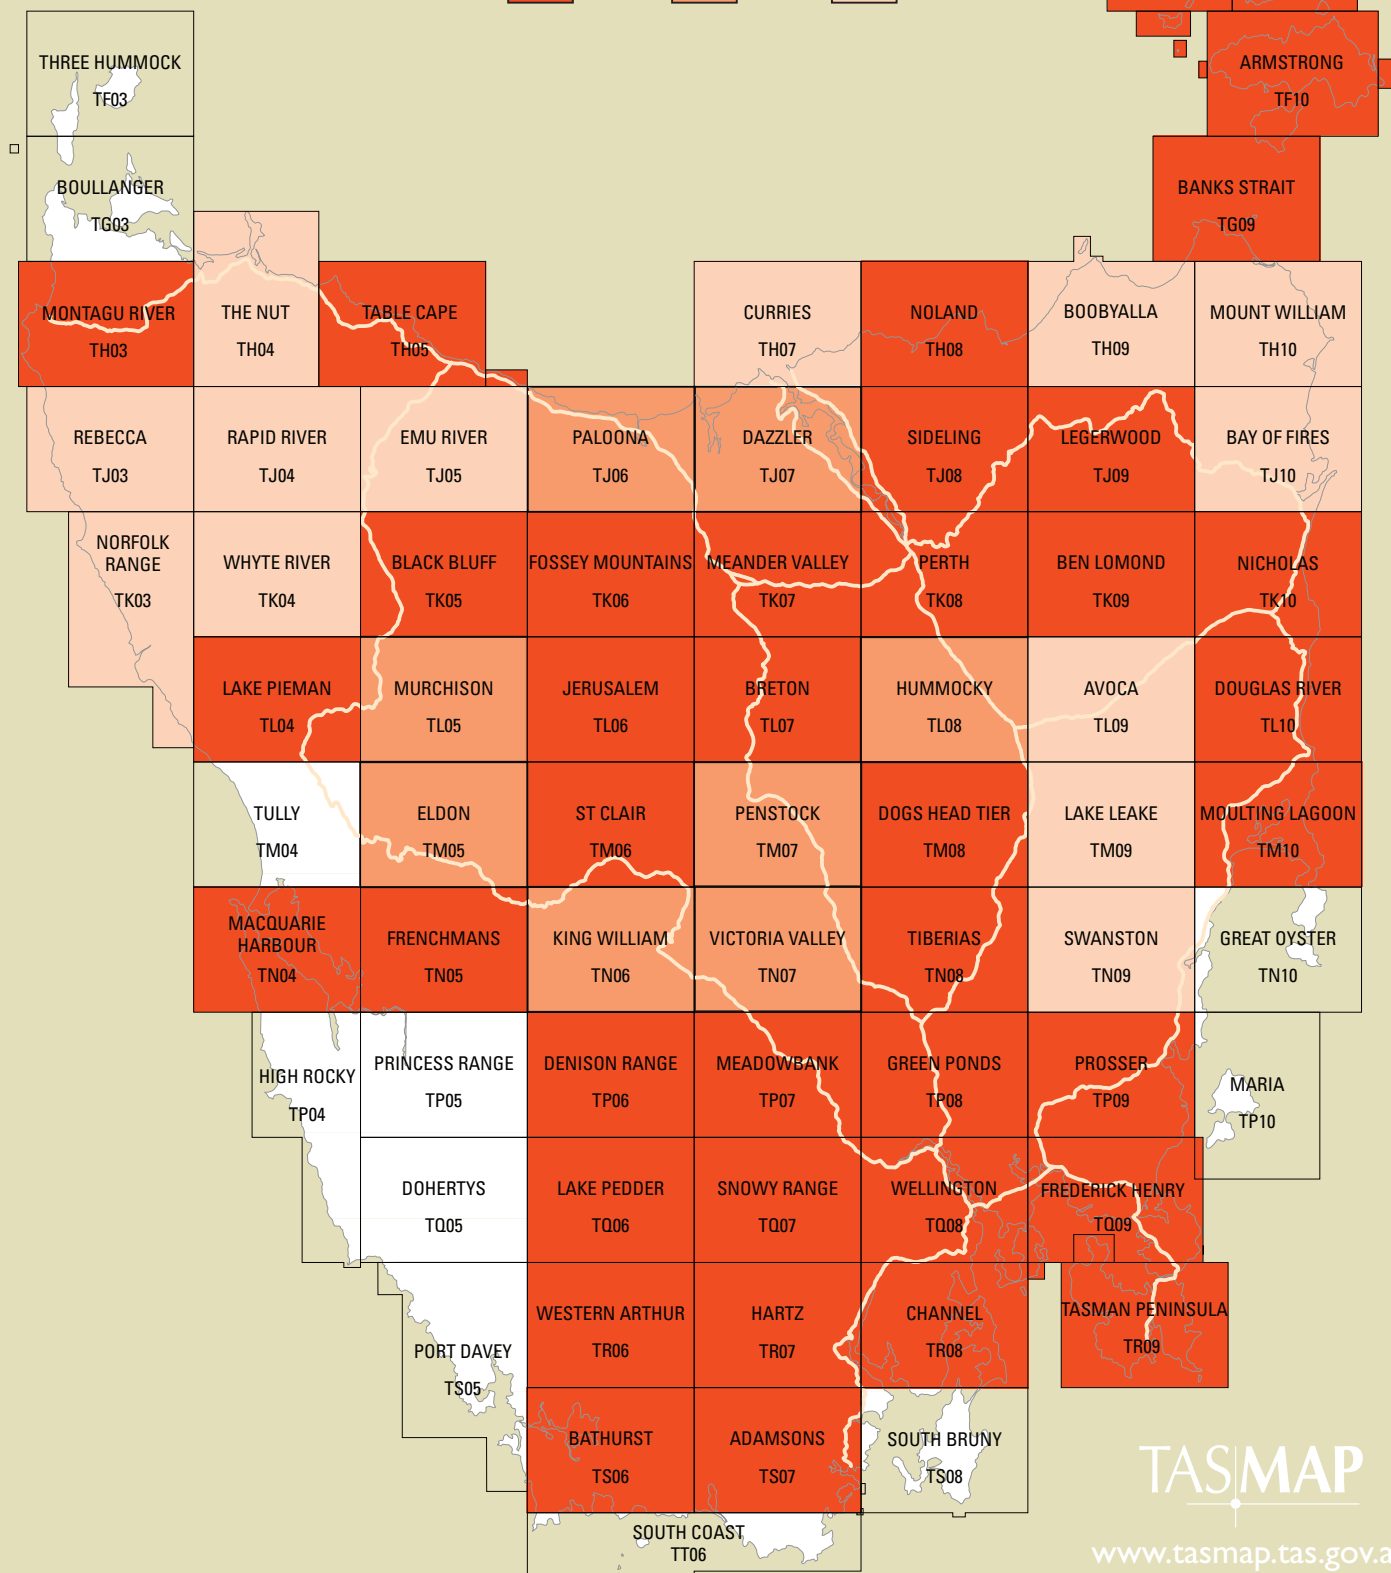 THREE HUMMOCK
TF03
ARMSTRONG
TF10
BOULLANGER
TG03
BANKS STRAIT
TG09
MONTAGU RIVER
TH03
THE NUT
TH04
TABLE CAPE
TH05
CURRIES
TH07
NOLAND
TH08
BOOBYALLA
TH09
MOUNT WILLIAM
TH10
REBECCA
TJ03
RAPID RIVER
TJ04
EMU RIVER
TJ05
PALOONA
TJ06
DAZZLER
TJ07
SIDELING
TJ08
LEGERWOOD
TJ09
BAY OF FIRES
TJ10
NORFOLK
RANGE
TK03
WHYTE RIVER
TK04
BLACK BLUFF
TK05
FOSSEY MOUNTAINS
TK06
MEANDER VALLEY
TK07
PERTH
TK08
BEN LOMOND
TK09
NICHOLAS
TK10
LAKE PIEMAN
TL04
MURCHISON
TL05
JERUSALEM
TL06
BRETON
TL07
HUMMOCKY
TL08
AVOCA
TL09
DOUGLAS RIVER
TL10
TULLY
TM04
ELDON
TM05
ST CLAIR
TM06
PENSTOCK
TM07
DOGS HEAD TIER
TM08
LAKE LEAKE
TM09
MOULTING LAGOON
TM10
MACQUARIE
HARBOUR
TN04
FRENCHMANS
TN05
KING WILLIAM
TN06
VICTORIA VALLEY
TN07
TIBERIAS
TN08
SWANSTON
TN09
GREAT OYSTER
TN10
HIGH ROCKY
TP04
PRINCESS RANGE
TP05
DENISON RANGE
TP06
MEADOWBANK
TP07
GREEN PONDS
TP08
PROSSER
TP09
MARIA
TP10
DOHERTYS
TQ05
LAKE PEDDER
TQ06
SNOWY RANGE
TQ07
WELLINGTON
TQ08
FREDERICK HENRY
TQ09
PORT DAVEY
TS05
WESTERN ARTHUR
TR06
HARTZ
TR07
CHANNEL
TR08
TASMAN PENINSULA
TR09
BATHURST
TS06
ADAMSONS
TS07
SOUTH BRUNY
TS08
SOUTH COAST
TT06
TASMAP
www.tasmap.tas.gov.a